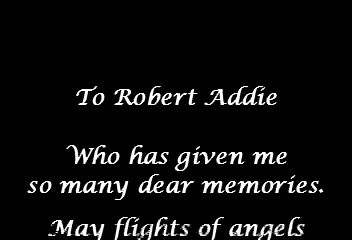 To Robert Addie
Who has given me
so many dear memories.
May flights of angels